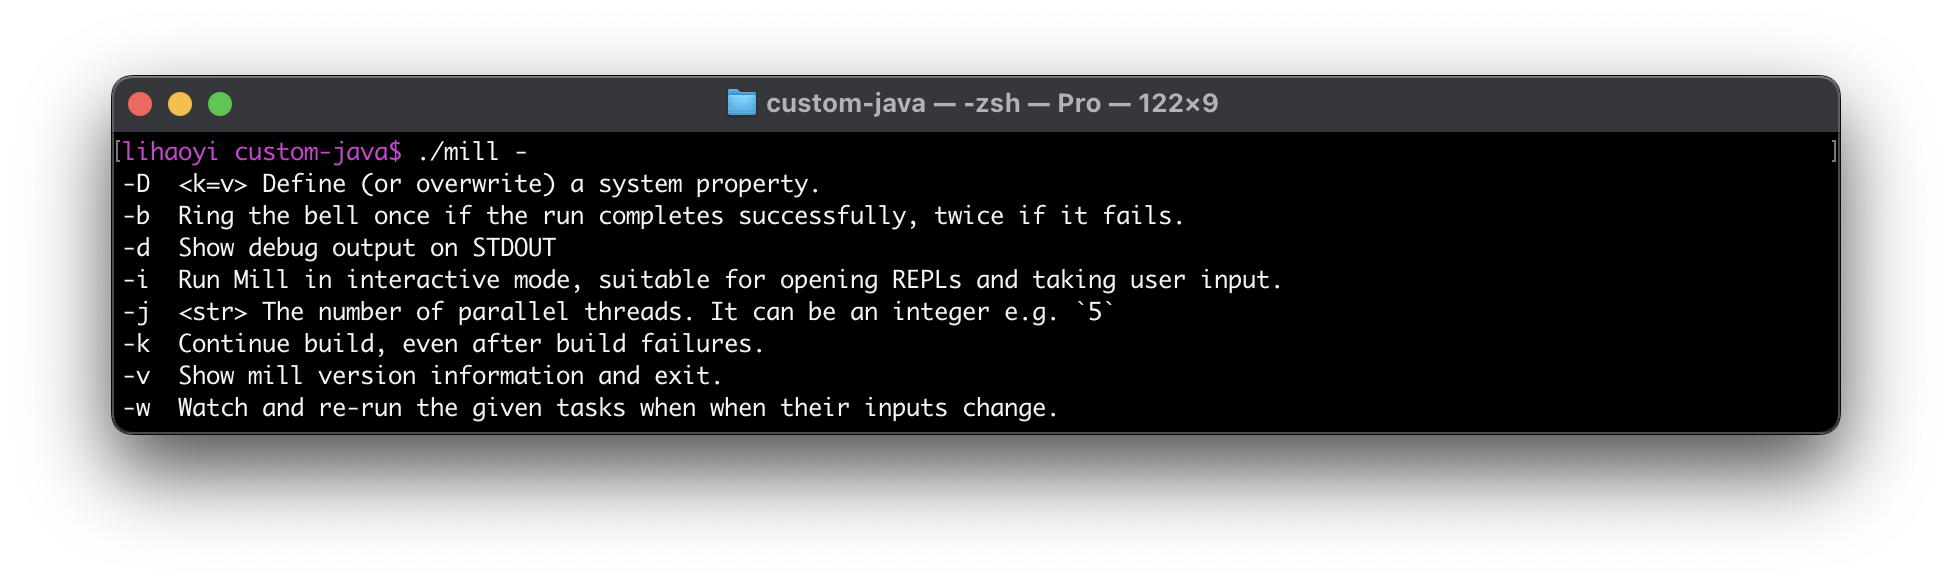 custom-java — -zsh — Pro — 122×9
[lihaoyi custom-java$ ./mill - ]
-D  <k=v> Define (or overwrite) a system property.
-b  Ring the bell once if the run completes successfully, twice if it fails.
-d  Show debug output on STDOUT
-i  Run Mill in interactive mode, suitable for opening REPLs and taking user input.
-j  <str> The number of parallel threads. It can be an integer e.g. `5`
-k  Continue build, even after build failures.
-v  Show mill version information and exit.
-w  Watch and re-run the given tasks when when their inputs change.